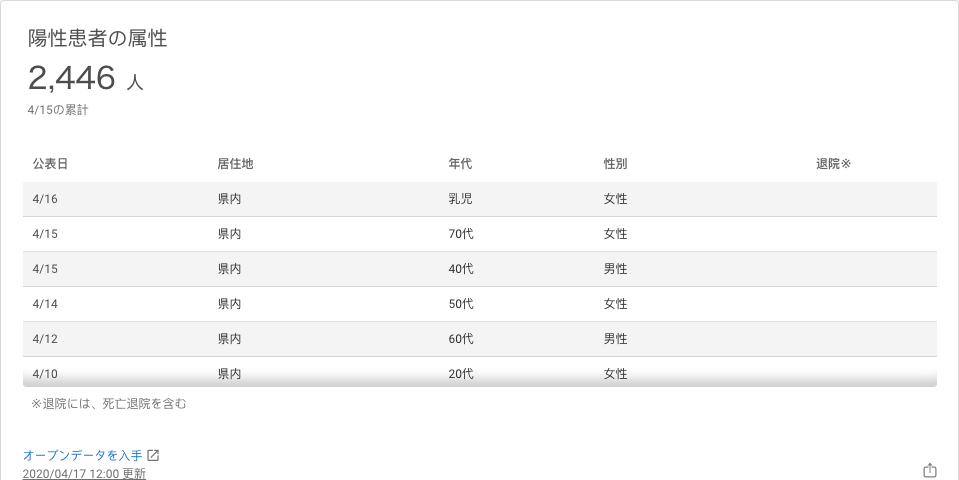 陽性患者の属性
2,446 人
4/15の累計
公表日 居住地 年代 性別 退院※
4/16 県内 乳児 女性
4/15 県内 70代 女性
4/15 県内 40代 男性
4/14 県内 50代 女性
4/12 県内 60代 男性
4/10 県内 20代 女性
※退院には、死亡退院を含む
オープンデータを入手
2020/04/17 12:00 更新